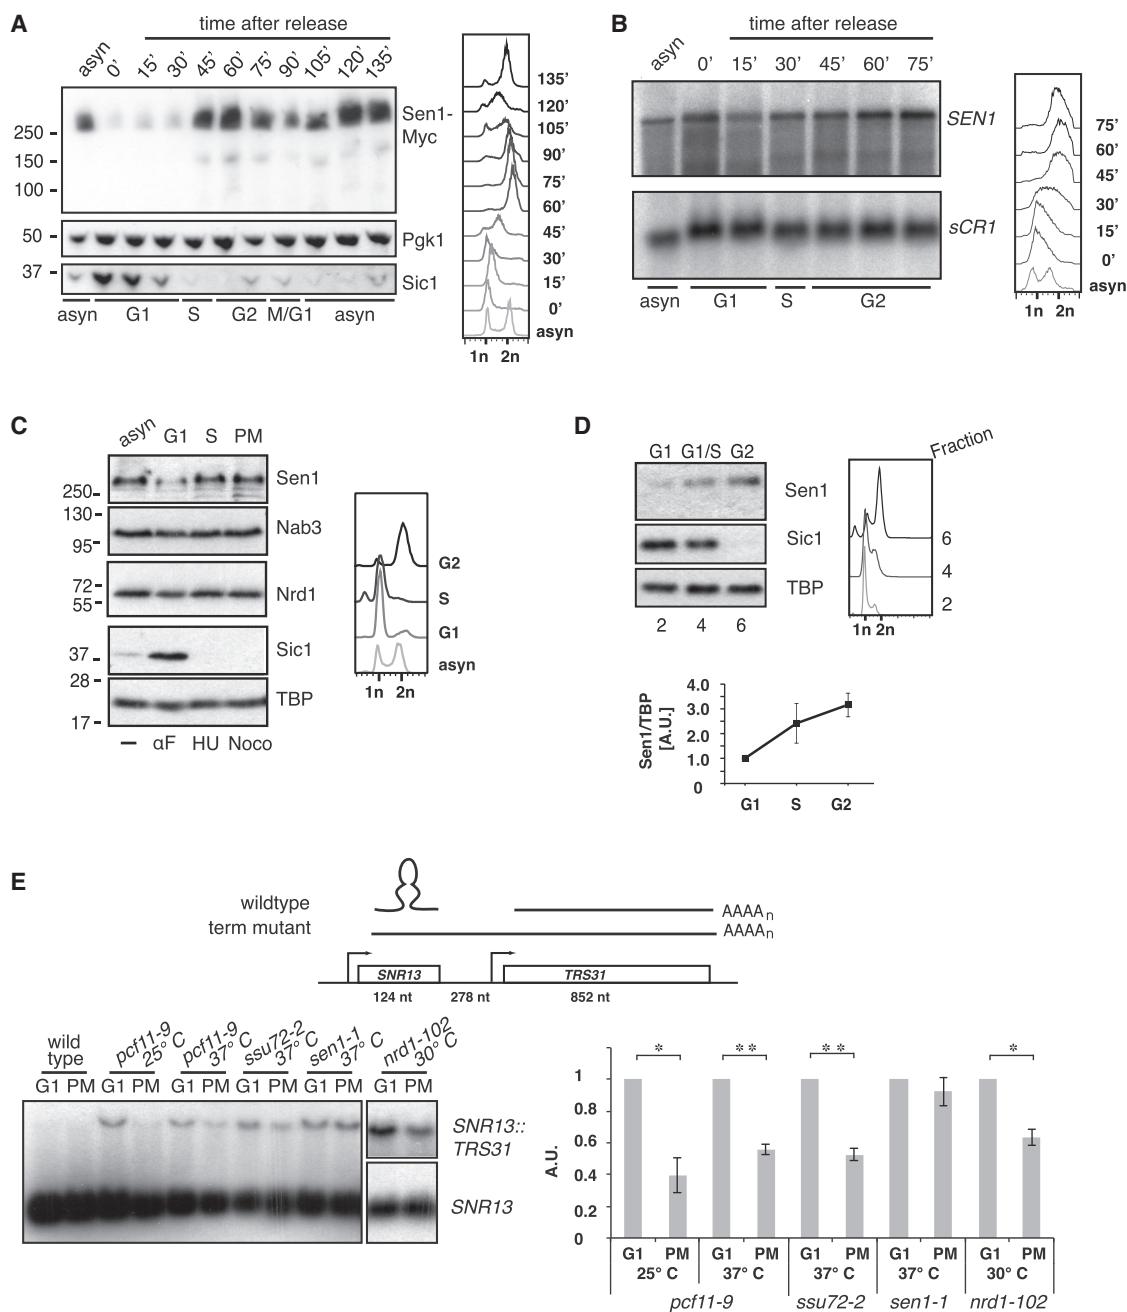 A
time after release
asyn 0' 15' 30' 45' 60' 75' 90' 105' 120' 135'
250
150
100
50
37
Sen1-
Myc
Pgk1
Sic1
asyn G1 S G2 M/G1 asyn
135'
120'
105'
90'
75'
60'
45'
30'
15'
0'
asyn
1n 2n
B
time after release
asyn 0' 15' 30' 45' 60' 75'
SEN1
sCR1
asyn G1 S G2
75'
60'
45'
30'
15'
0'
asyn
1n 2n
C
asyn G1 S PM
250
130
95
72
55
37
28
17
Sen1
Nab3
Nrd1
Sic1
TBP
– αF HU Noco
G2
S
G1
asyn
1n 2n
D
G1 G1/S G2
Sen1
Sic1
TBP
2 4 6
Fraction
6
4
2
1n 2n
Sen1/TBP
[A.U.]
4.0
3.0
2.0
1.0
0
G1 S G2
E
wildtype
term mutant
AAAAn
AAAAn
SNR13 TRS31
124 nt 278 nt 852 nt
wild
type
pcf11-9
25° C
pcf11-9
37° C
ssu72-2
37° C
sen1-1
37° C
nrd1-102
30° C
G1 PM G1 PM G1 PM G1 PM G1 PM G1 PM
SNR13::
TRS31
SNR13
A.U.
1
0.8
0.6
0.4
0.2
0
* ** ** *
G1 PM G1 PM G1 PM G1 PM G1 PM
25° C 37° C 37° C 37° C 30° C
pcf11-9 ssu72-2 sen1-1 nrd1-102